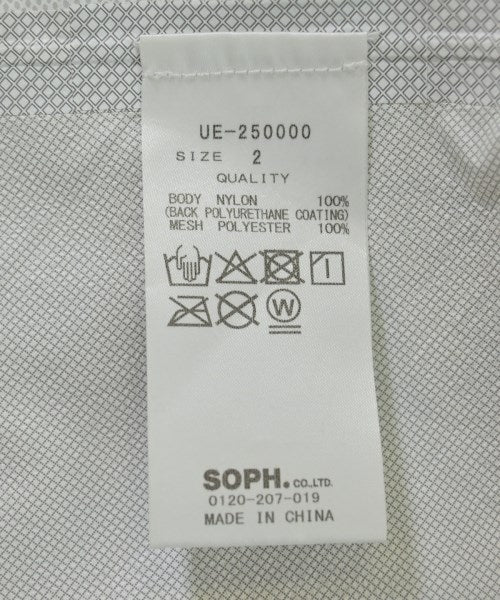 UE-250000
SIZE 2
QUALITY
BODY NYLON 100%
(BACK POLYURETHANE COATING)
MESH POLYESTER 100%
W
SOPH. CO.,LTD.
0120-207-019
MADE IN CHINA